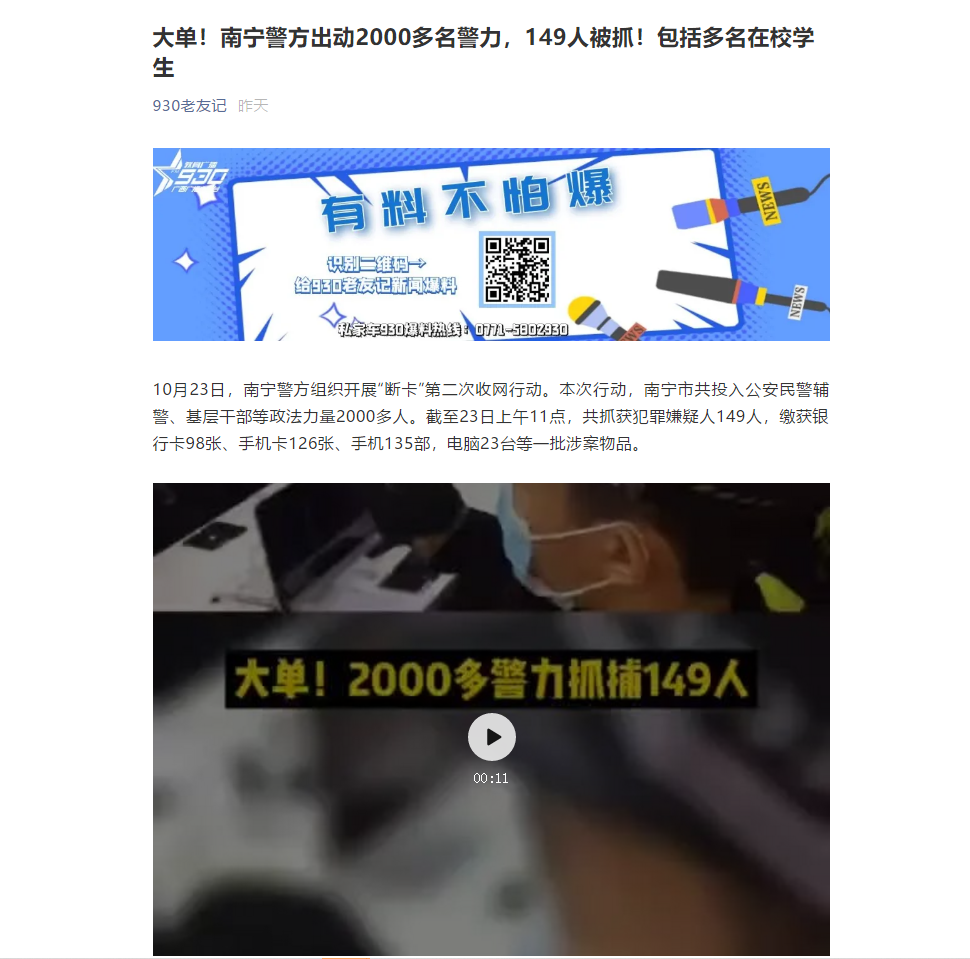 大单！南宁警方出动2000多名警力，149人被抓！包括多名在校学
生
930老友记 昨天
教育广播
930
有料不怕爆
识别二维码→
给930老友记新闻爆料
私家车930爆料热线：0771-5802930
NEWS
NEWS
NEWS
10月23日，南宁警方组织开展“断卡”第二次收网行动。本次行动，南宁市共投入公安民警辅
警、基层干部等政法力量2000多人。截至23日上午11点，共抓获犯罪嫌疑人149人，缴获银
行卡98张、手机卡126张、手机135部，电脑23台等一批涉案物品。
大单！2000多警力抓捕149人
00:11